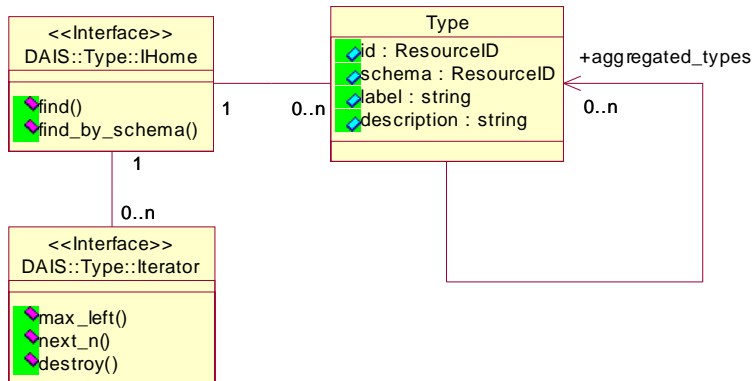 <<Interface>>
DAIS::Type::IHome
find()
find_by_schema()
Type
id : ResourceID
schema : ResourceID
label : string
description : string
+aggregated_types
0..n
1
0..n
1
0..n
<<Interface>>
DAIS::Type::Iterator
max_left()
next_n()
destroy()